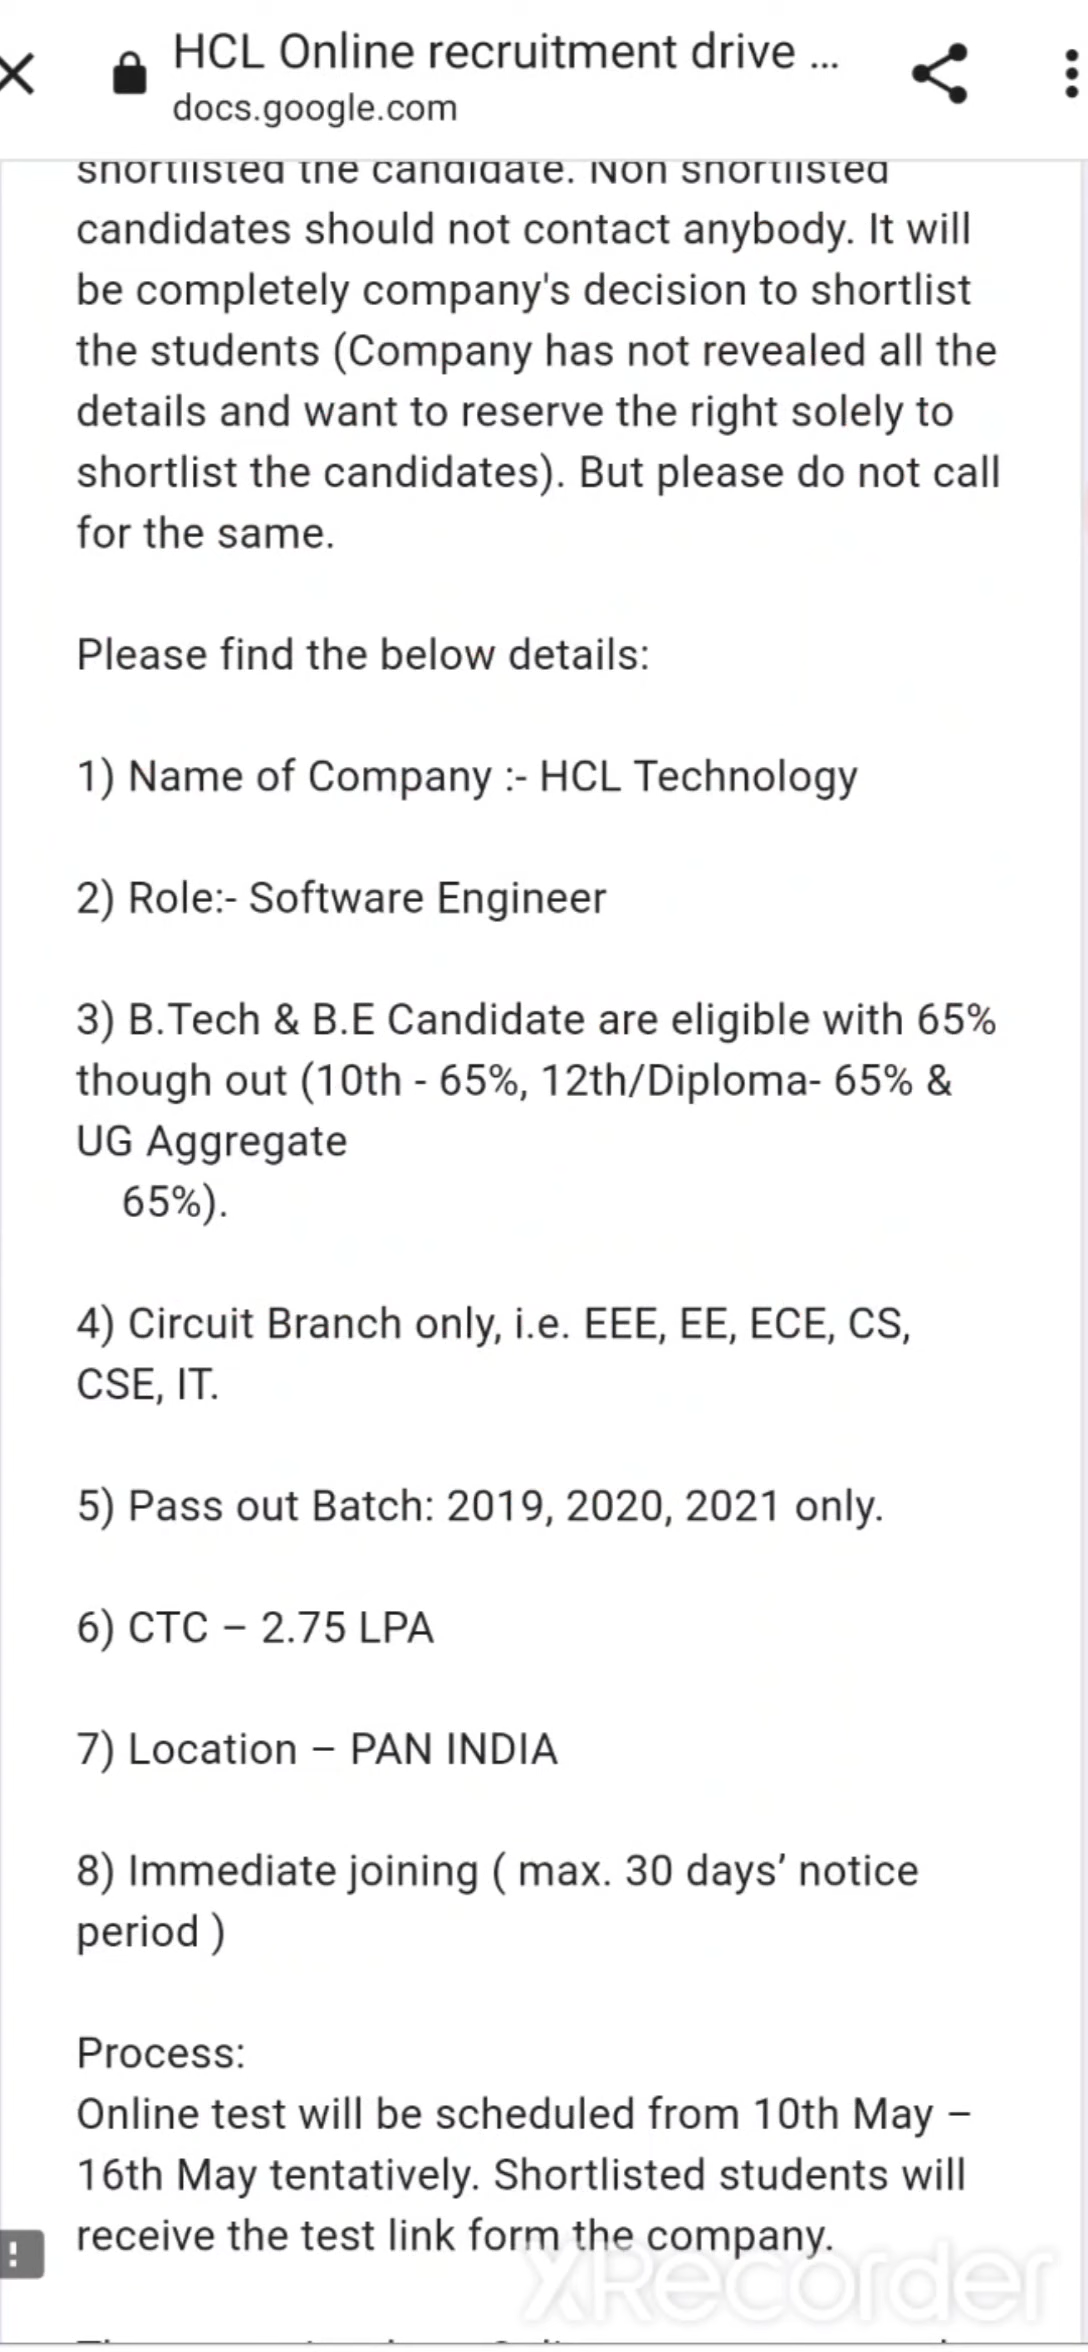 HCL Online recruitment drive ...
docs.google.com
shortlisted the candidate. Non shortlisted
candidates should not contact anybody. It will
be completely company's decision to shortlist
the students (Company has not revealed all the
details and want to reserve the right solely to
shortlist the candidates). But please do not call
for the same.
Please find the below details:
1) Name of Company :- HCL Technology
2) Role:- Software Engineer
3) B.Tech & B.E Candidate are eligible with 65%
though out (10th - 65%, 12th/Diploma- 65% &
UG Aggregate
65%).
4) Circuit Branch only, i.e. EEE, EE, ECE, CS,
CSE, IT.
5) Pass out Batch: 2019, 2020, 2021 only.
6) CTC – 2.75 LPA
7) Location – PAN INDIA
8) Immediate joining ( max. 30 days’ notice
period )
Process:
Online test will be scheduled from 10th May –
16th May tentatively. Shortlisted students will
receive the test link form the company.
XRecorder